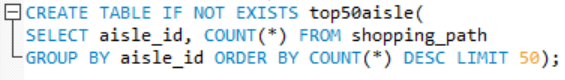 CREATE TABLE IF NOT EXISTS top50aisle(
SELECT aisle_id, COUNT(*) FROM shopping_path
GROUP BY aisle_id ORDER BY COUNT(*) DESC LIMIT 50);